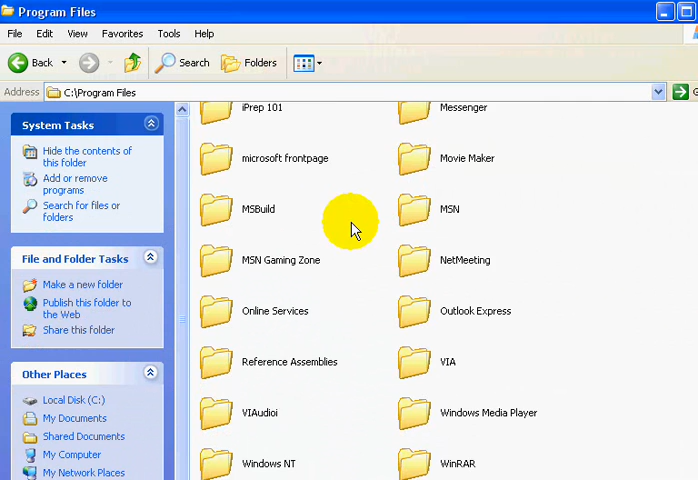 Program Files
File Edit View Favorites Tools Help
Back Search Folders
Address C:\Program Files
System Tasks
Hide the contents of
this folder
Add or remove
programs
Search for files or
folders
File and Folder Tasks
Make a new folder
Publish this folder to
the Web
Share this folder
Other Places
Local Disk (C:)
My Documents
Shared Documents
My Computer
My Network Places
iPrep 101 Messenger
microsoft frontpage Movie Maker
MSBuild MSN
MSN Gaming Zone NetMeeting
Online Services Outlook Express
Reference Assemblies VIA
VIAudioi Windows Media Player
Windows NT WinRAR